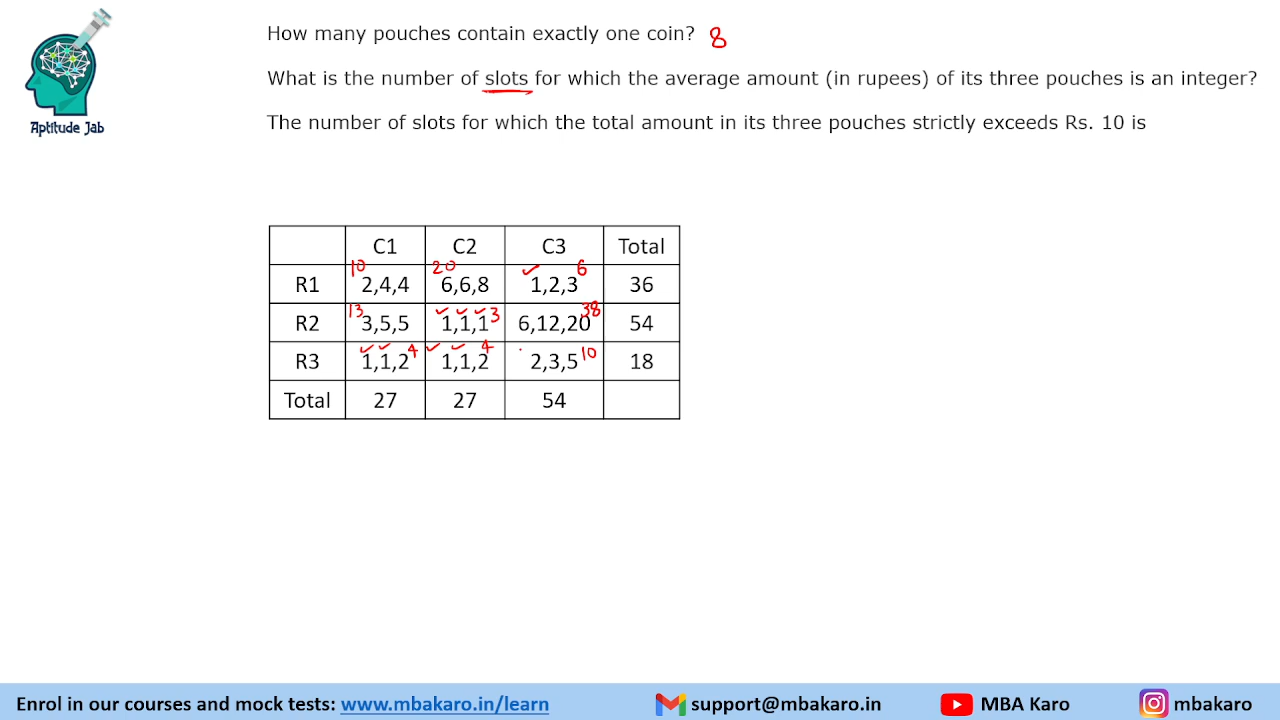 How many pouches contain exactly one coin? 8
What is the number of slots for which the average amount (in rupees) of its three pouches is an integer?
Aptitude Jab
The number of slots for which the total amount in its three pouches strictly exceeds Rs. 10 is
C1 C2 C3 Total
10 20 6
R1 2,4,4 6,6,8 1,2,3 36
13 3 38
R2 3,5,5 1,1,1 6,12,20 54
4 4 10
R3 1,1,2 1,1,2 2,3,5 18
Total 27 27 54
Enrol in our courses and mock tests: www.mbakaro.in/learn support@mbakaro.in MBA Karo mbakaro